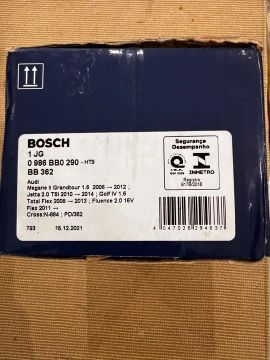 BOSCH
1 JG
0 986 BB0 290 - HT9
BB 362
Audi
Megane II Grandtour 1.6 2006 → 2012 ;
Jetta 2.0 TSI 2010 → 2014 ; Golf IV 1.6
Total Flex 2008 → 2013 ; Fluence 2.0 16V
Flex 2011 →
Cross:N-884 ; PD/362
793 15.12.2021
Segurança
Desempenho
INMETRO
Registro